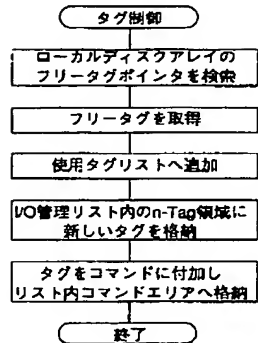 タグ制御
ローカルディスクアレイの
フリータグポインタを検索
フリータグを取得
使用タグリストへ追加
I/O管理リスト内のn-Tag領域に
新しいタグを格納
タグをコマンドに付加し
リスト内コマンドエリアへ格納
終了